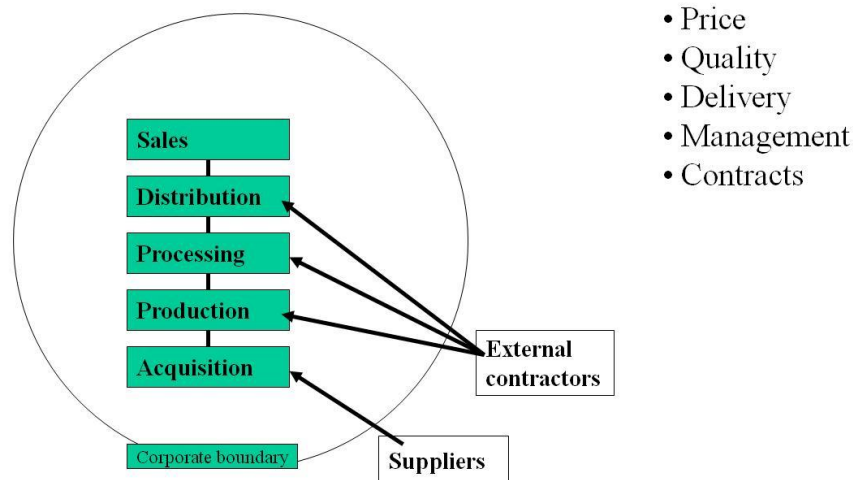 • Price
• Quality
• Delivery
• Management
• Contracts
Sales
Distribution
Processing
Production
Acquisition
External
contractors
Corporate boundary
Suppliers